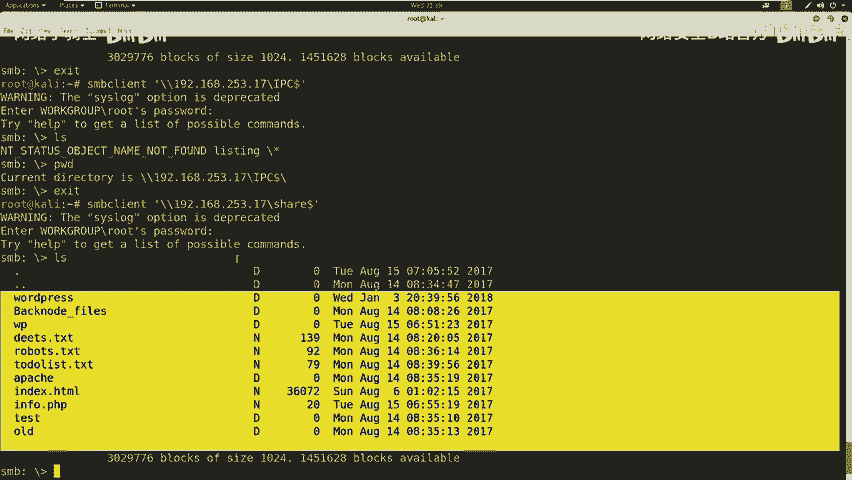 Applications Places Terminal Wed 20:59
root@kali: ~
3029776 blocks of size 1024. 1451628 blocks available
smb: \> exit
root@kali:~# smbclient '\\192.168.253.17\IPC$'
WARNING: The "syslog" option is deprecated
Enter WORKGROUP\root's password:
Try "help" to get a list of possible commands.
smb: \> ls
NT_STATUS_OBJECT_NAME_NOT_FOUND listing \*
smb: \> pwd
Current directory is \\192.168.253.17\IPC$\
smb: \> exit
root@kali:~# smbclient '\\192.168.253.17\share$'
WARNING: The "syslog" option is deprecated
Enter WORKGROUP\root's password:
Try "help" to get a list of possible commands.
smb: \> ls
. D 0 Tue Aug 15 07:05:52 2017
.. D 0 Mon Aug 14 08:34:47 2017
wordpress D 0 Wed Jan 3 20:39:56 2018
Backnode_files D 0 Mon Aug 14 08:08:26 2017
wp D 0 Tue Aug 15 06:51:23 2017
deets.txt N 139 Mon Aug 14 08:20:05 2017
robots.txt N 92 Mon Aug 14 08:36:14 2017
todolist.txt N 79 Mon Aug 14 08:39:56 2017
apache D 0 Mon Aug 14 08:35:19 2017
index.html N 36072 Sun Aug 6 01:02:15 2017
info.php N 20 Tue Aug 15 06:55:19 2017
test D 0 Mon Aug 14 08:35:10 2017
old D 0 Mon Aug 14 08:35:13 2017
3029776 blocks of size 1024. 1451628 blocks available
smb: \>